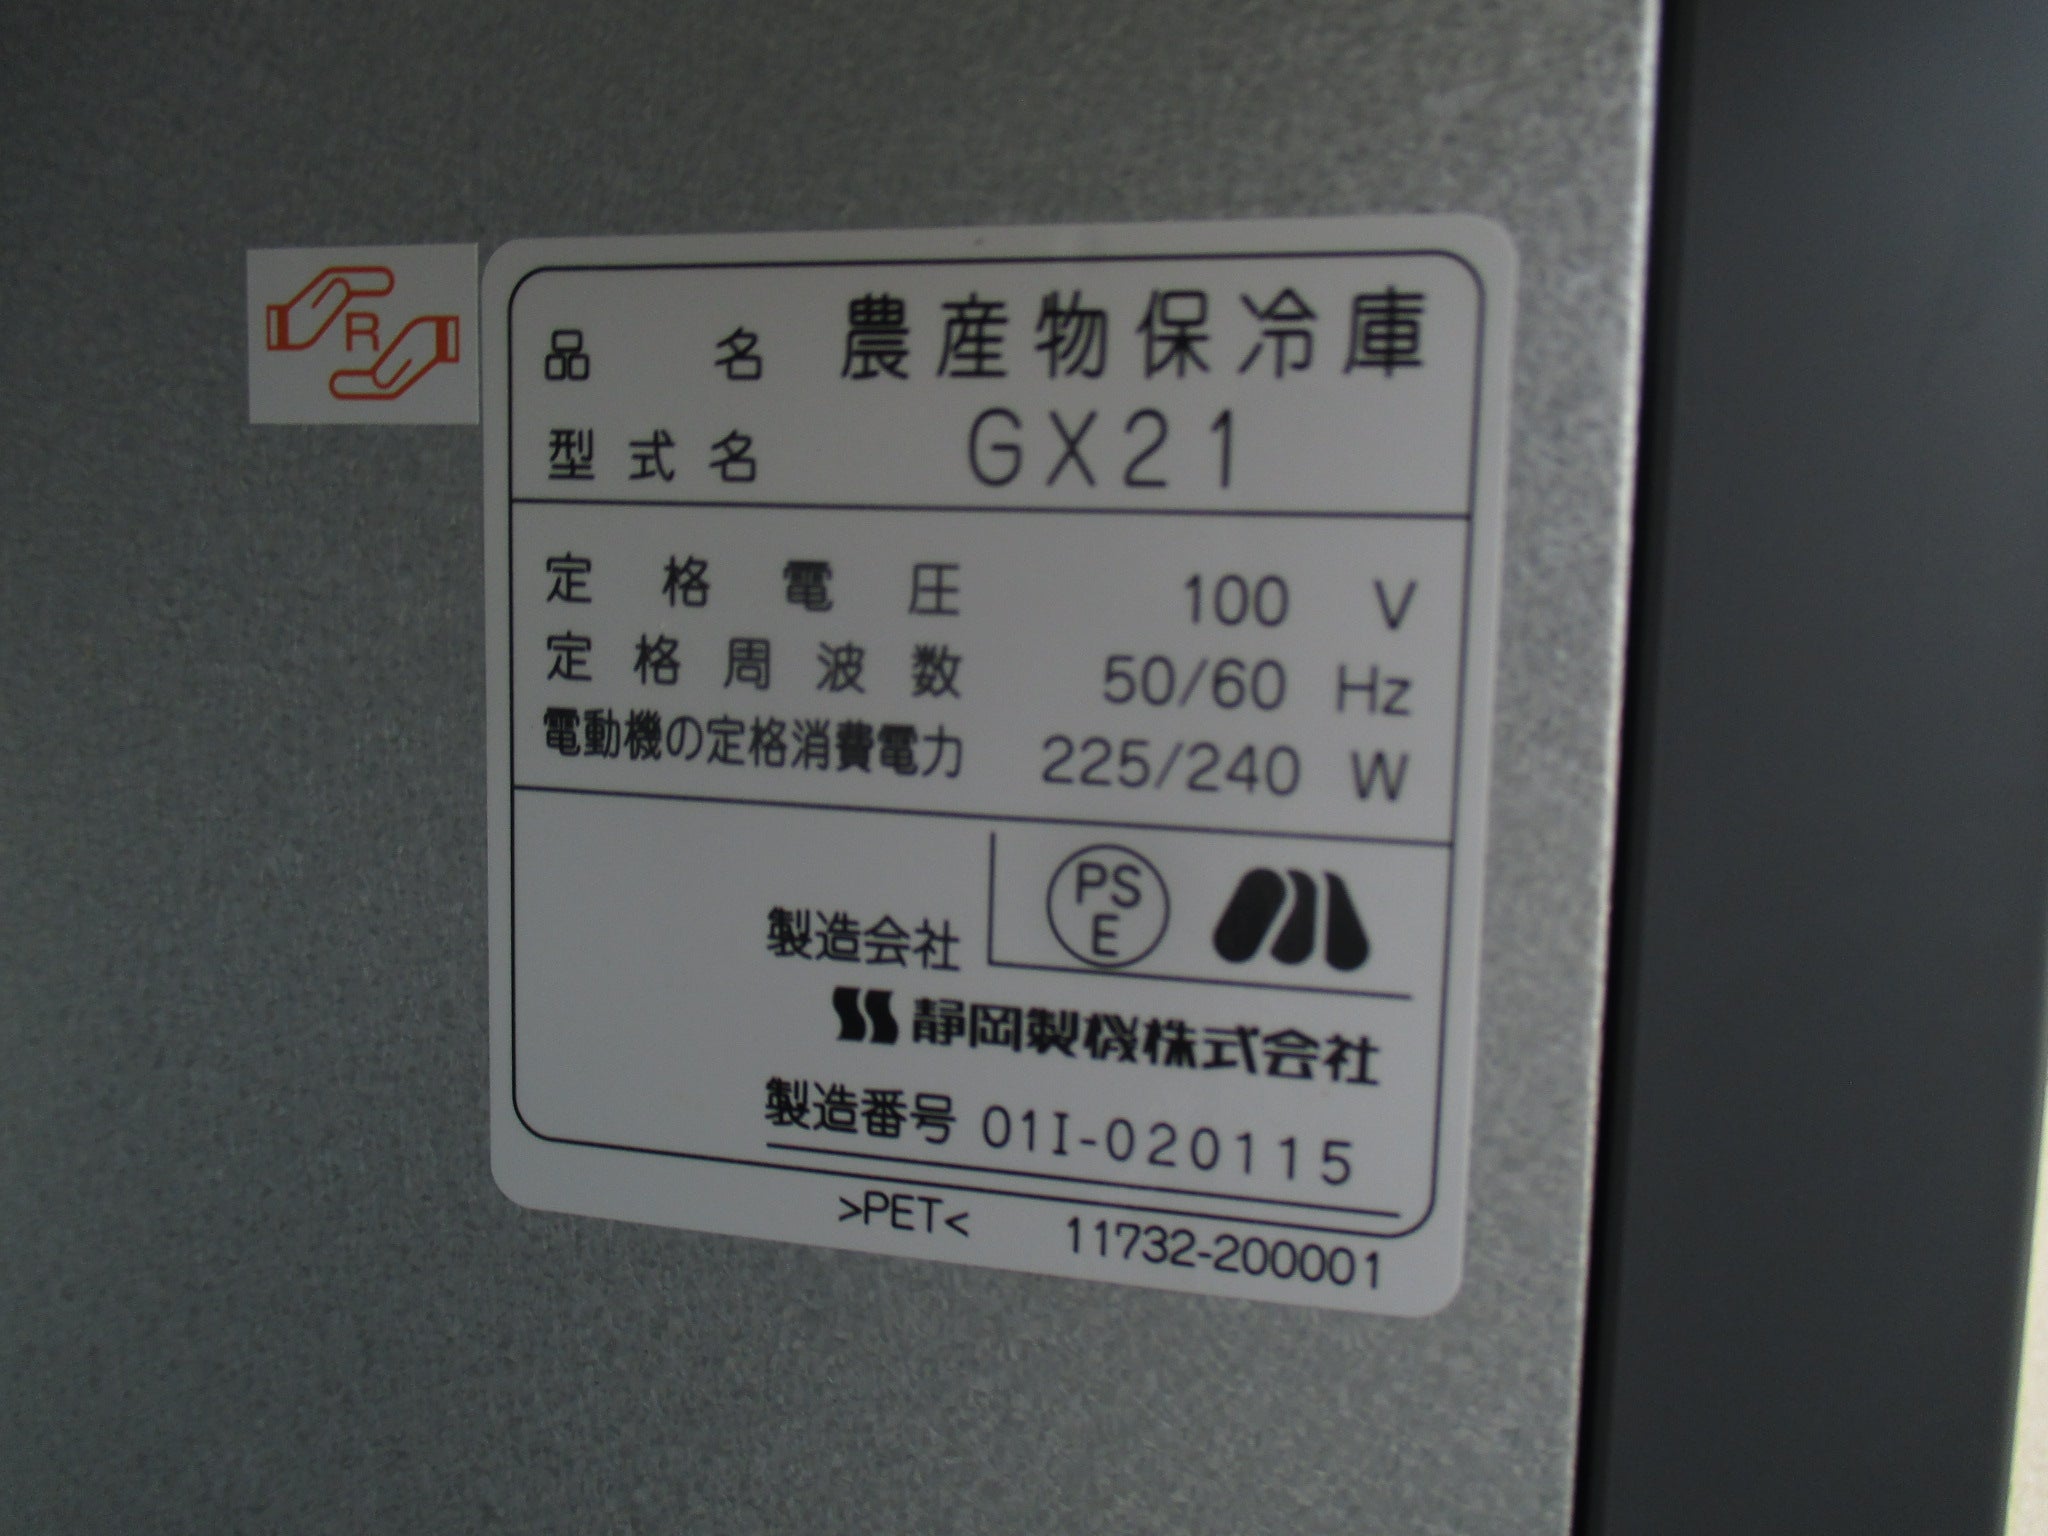 R
品名 農産物保冷庫
型式名 GX21
定格電圧 100 V
定格周波数 50/60 Hz
電動機の定格消費電力 225/240 W
PS
E
製造会社
静岡製機株式会社
製造番号 01I-020115
>PET< 11732-200001